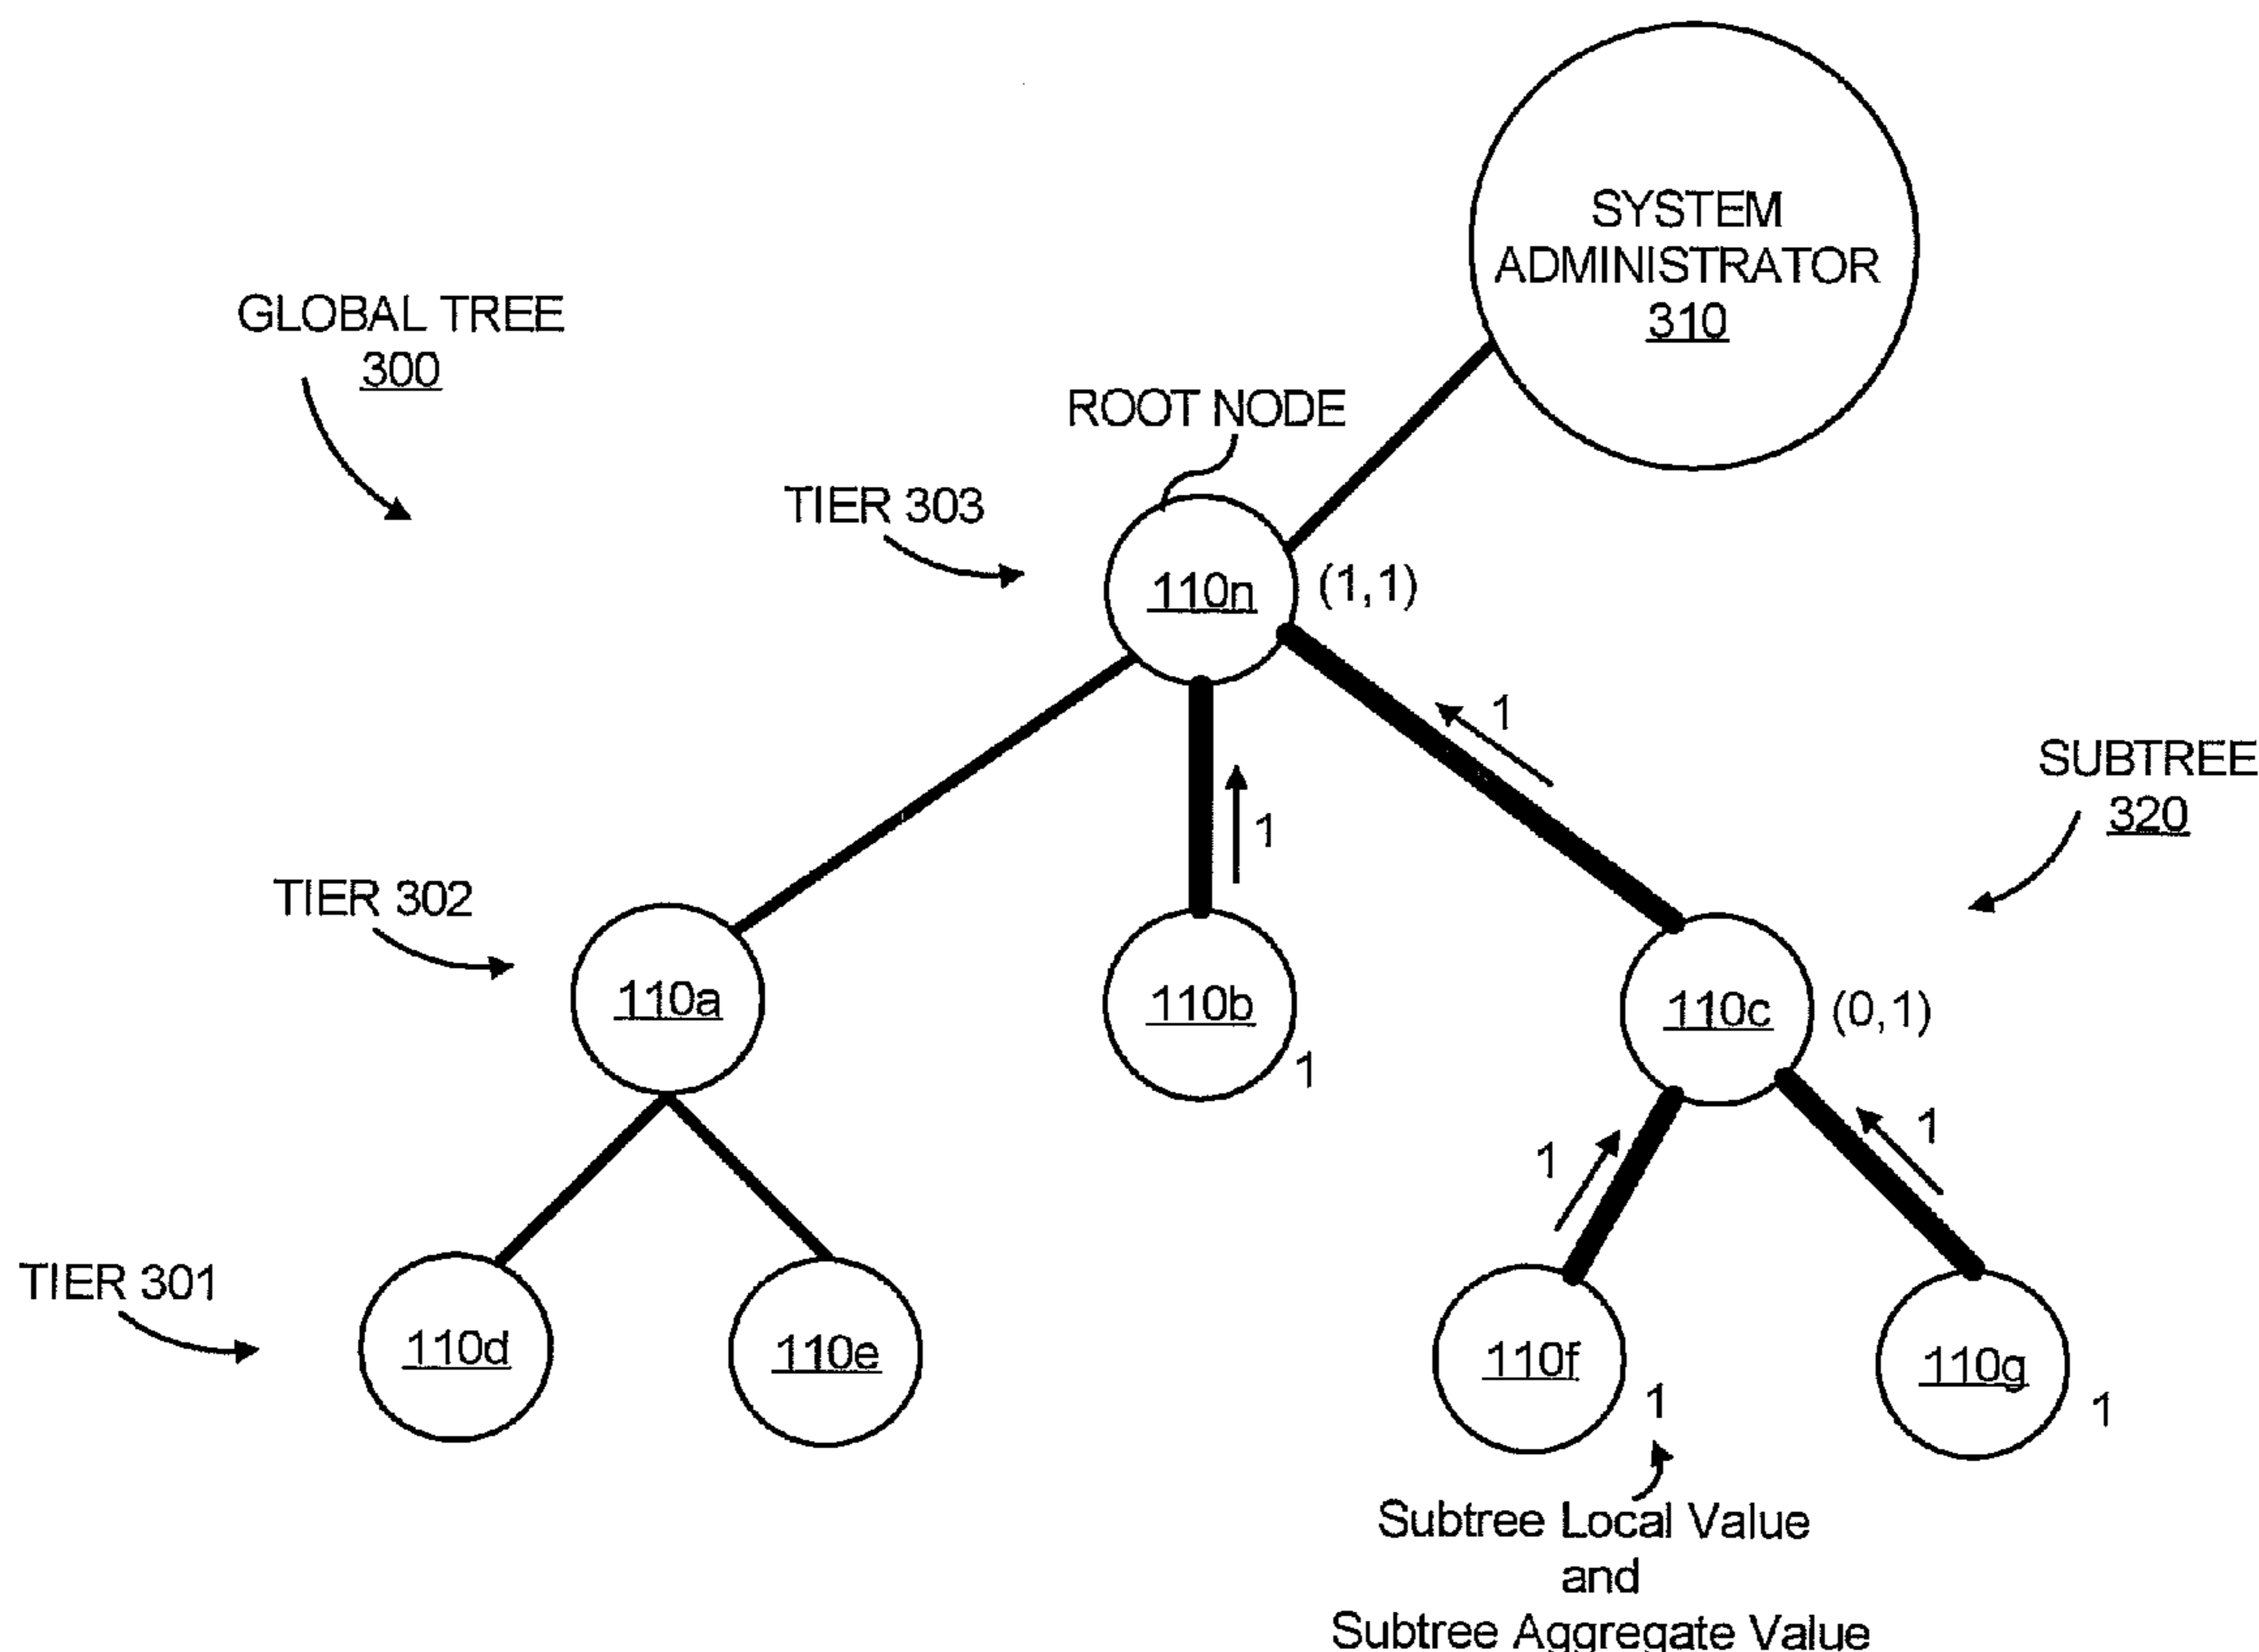 SYSTEM
ADMINISTRATOR
310
GLOBAL TREE
300
ROOT NODE
TIER 303
110n
(1,1)
1
SUBTREE
320
1
TIER 302
110a
110b
1
110c
(0,1)
1
1
TIER 301
110d
110e
110f
1
110g
1
Subtree Local Value
and
Subtree Aggregate Value